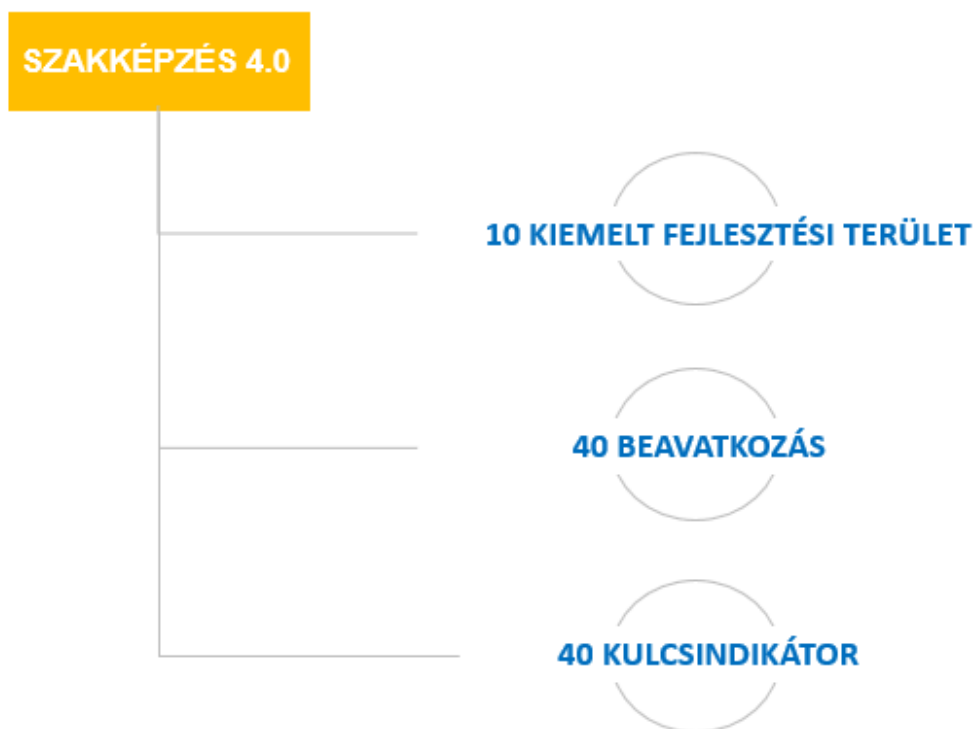 SZAKKÉPZÉS 4.0
10 KIEMELT FEJLESZTÉSI TERÜLET
40 BEAVATKOZÁS
40 KULCSINDIKÁTOR